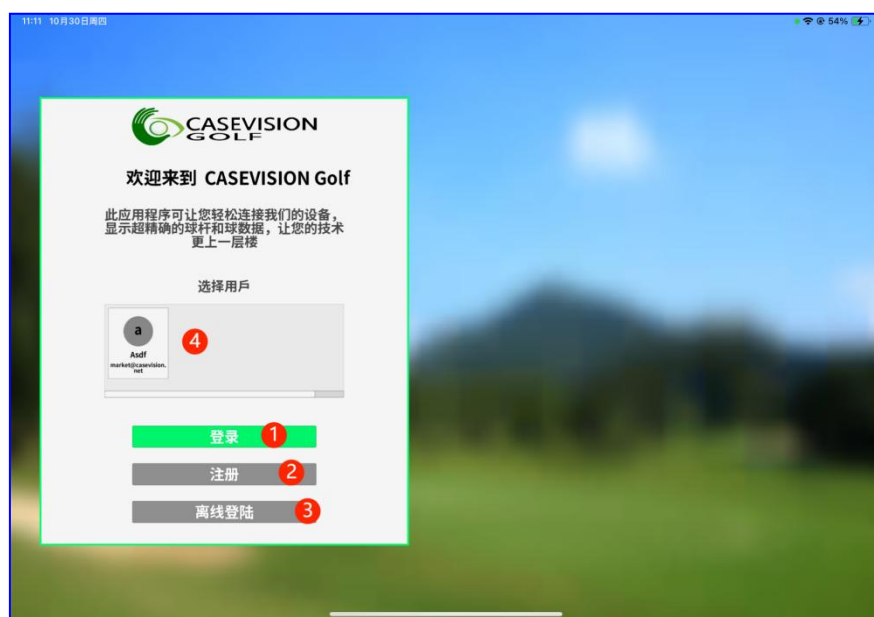 11:11 10月30日周四
54%
CASEVISION
GOLF
欢迎来到 CASEVISION Golf
此应用程序可让您轻松连接我们的设备，
显示超精确的球杆和球数据，让您的技术
更上一层楼
选择用戶
a
4
Asdf
market@casevision.
net
登录 1
注册 2
离线登陆 3